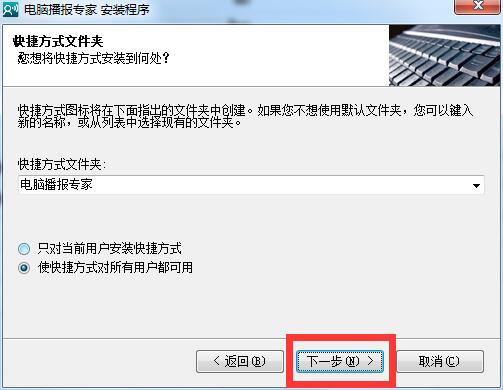 电脑播报专家 安装程序
快捷方式文件夹
您想将快捷方式安装到何处?
快捷方式图标将在下面指出的文件夹中创建。如果您不想使用默认文件夹，您可以键入
新的名称，或从列表中选择现有的文件夹。
快捷方式文件夹:
电脑播报专家
只对当前用户安装快捷方式
使快捷方式对所有用户都可用
< 返回(B)
下一步(N) >
取消(C)